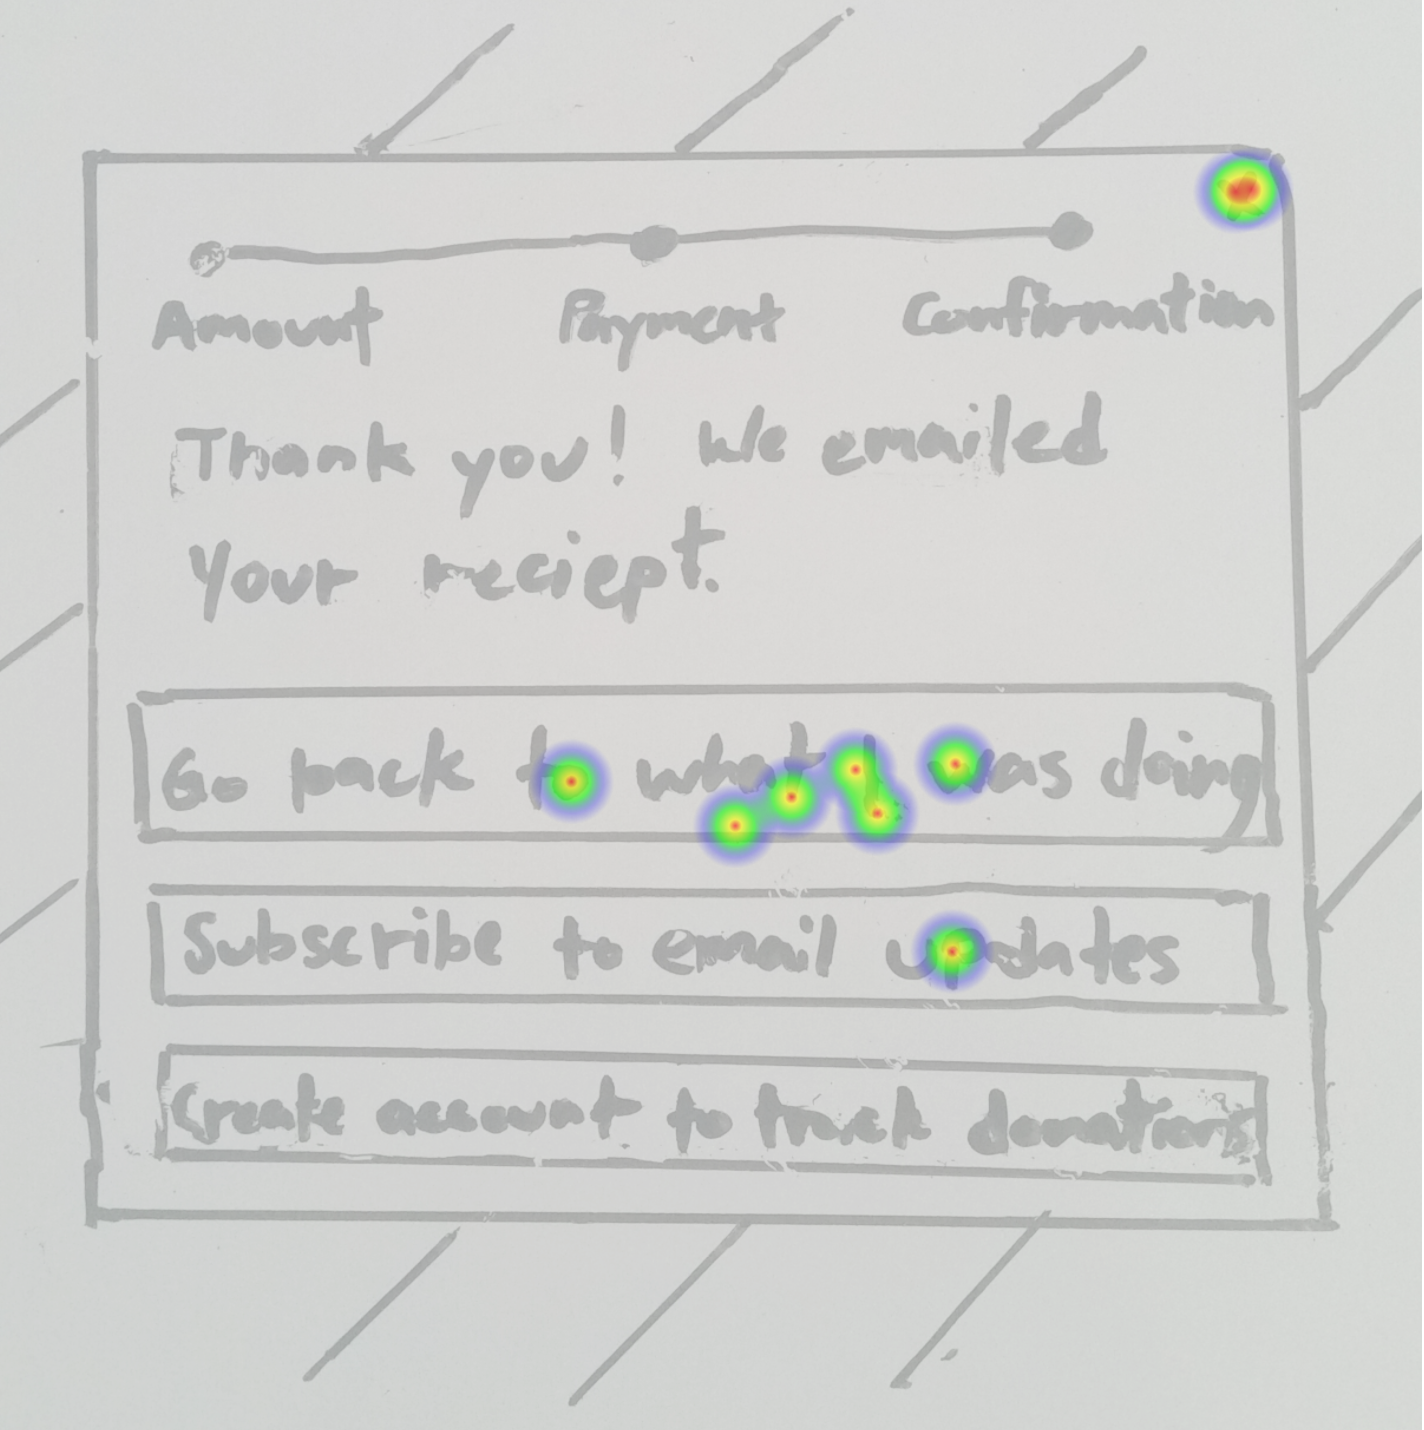 Amount Payment Confirmation
Thank you! We emailed
your reciept.
Go back to what I was doing
Subscribe to email updates
Create account to track donations